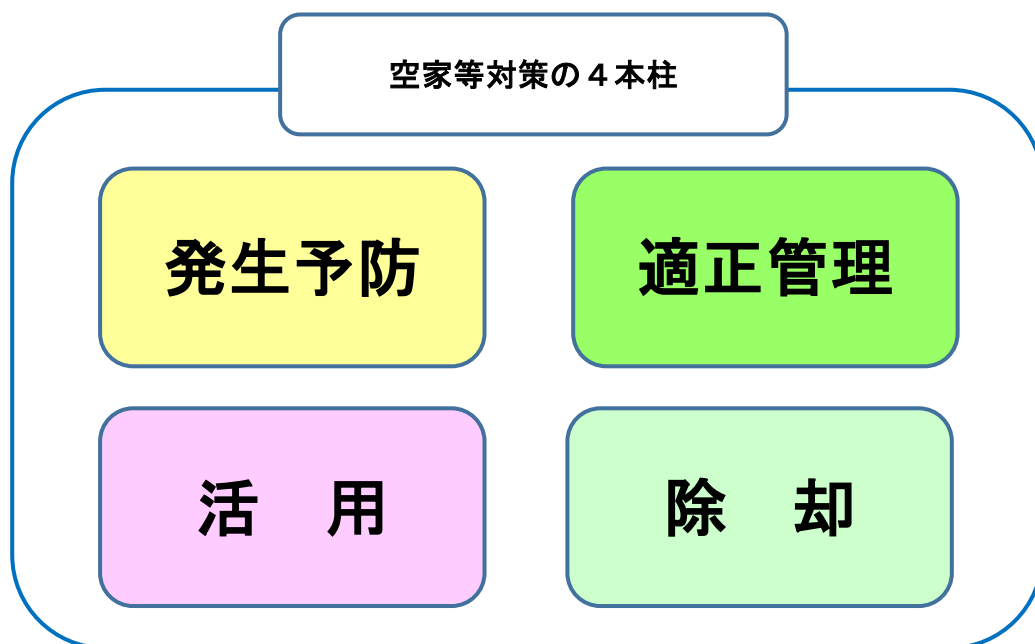 空家等対策の４本柱
発生予防
適正管理
活　用
除　却